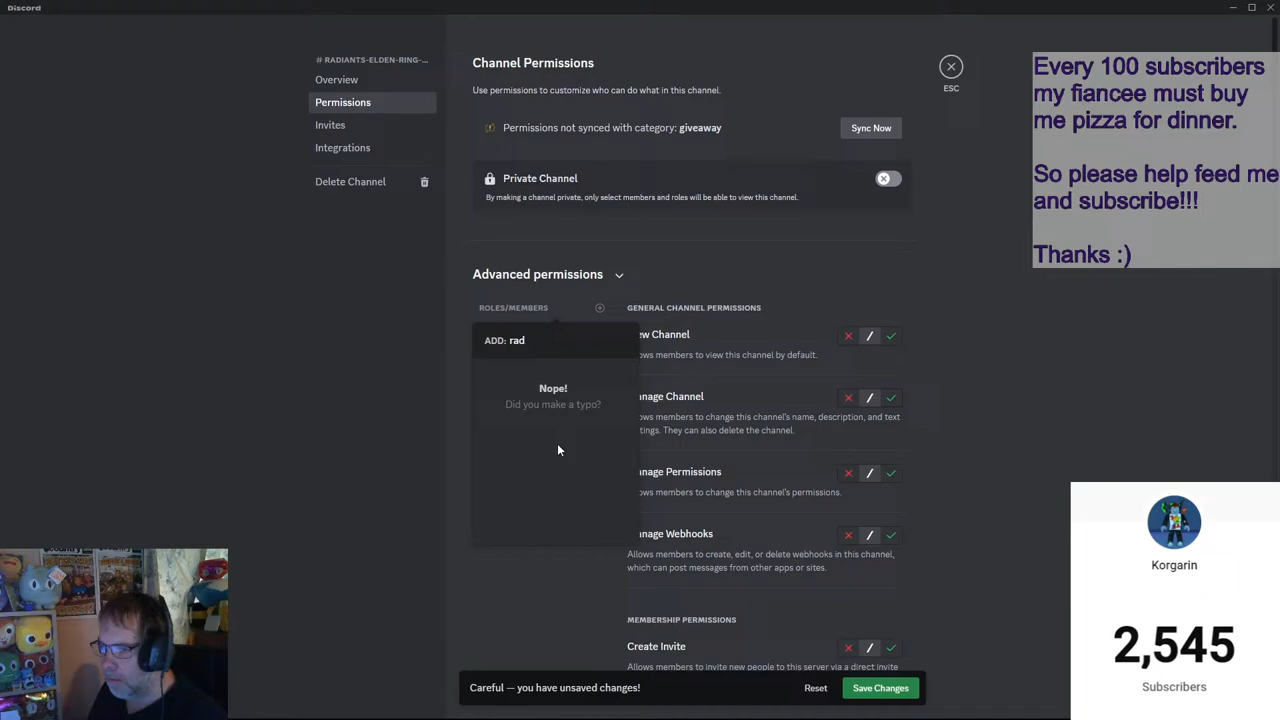 Discord
# RADIANTS-ELDEN-RING-...
Overview
Permissions
Invites
Integrations
Delete Channel
Channel Permissions
Use permissions to customize who can do what in this channel.
Permissions not synced with category: giveaway
Sync Now
Private Channel
By making a channel private, only select members and roles will be able to view this channel.
Advanced permissions
ROLES/MEMBERS
ADD: rad
Nope!
Did you make a typo?
GENERAL CHANNEL PERMISSIONS
ew Channel
ows members to view this channel by default.
anage Channel
ows members to change this channel's name, description, and text
ttings. They can also delete the channel.
anage Permissions
ows members to change this channel's permissions.
anage Webhooks
Allows members to create, edit, or delete webhooks in this channel,
which can post messages from other apps or sites.
MEMBERSHIP PERMISSIONS
Create Invite
Allows members to invite new people to this server via a direct invite
Careful — you have unsaved changes!
Reset
Save Changes
ESC
Every 100 subscribers
my fiancee must buy
me pizza for dinner.
So please help feed me
and subscribe!!!
Thanks :)
Korgarin
2,545
Subscribers